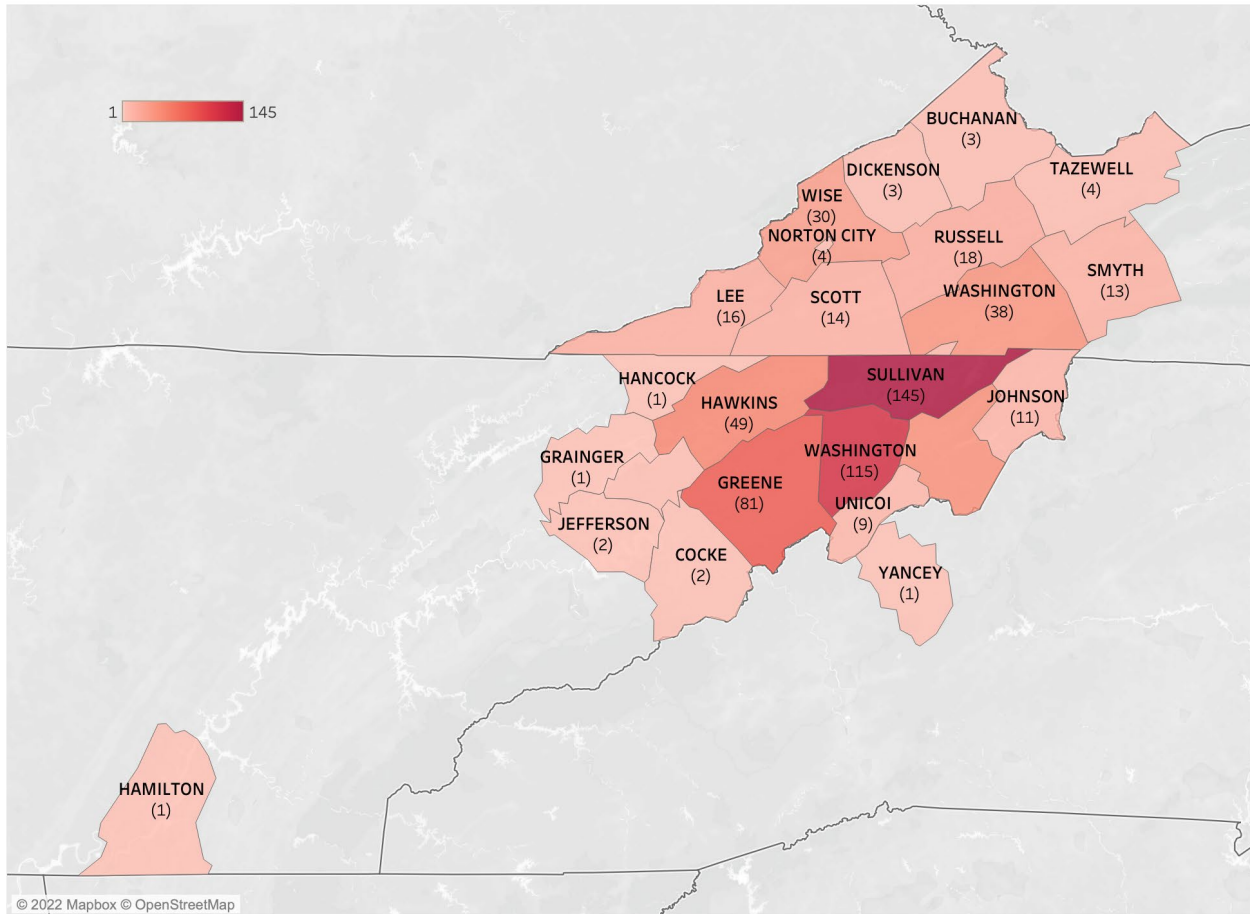 1 145
BUCHANAN
(3)
DICKENSON
(3)
TAZEWELL
(4)
WISE
(30)
NORTON CITY
(4)
RUSSELL
(18)
SMYTH
(13)
LEE
(16)
SCOTT
(14)
WASHINGTON
(38)
HANCOCK
(1)
HAWKINS
(49)
SULLIVAN
(145)
JOHNSON
(11)
GRAINGER
(1)
GREENE
(81)
WASHINGTON
(115)
UNICOI
(9)
JEFFERSON
(2)
COCKE
(2)
YANCEY
(1)
HAMILTON
(1)
© 2022 Mapbox © OpenStreetMap